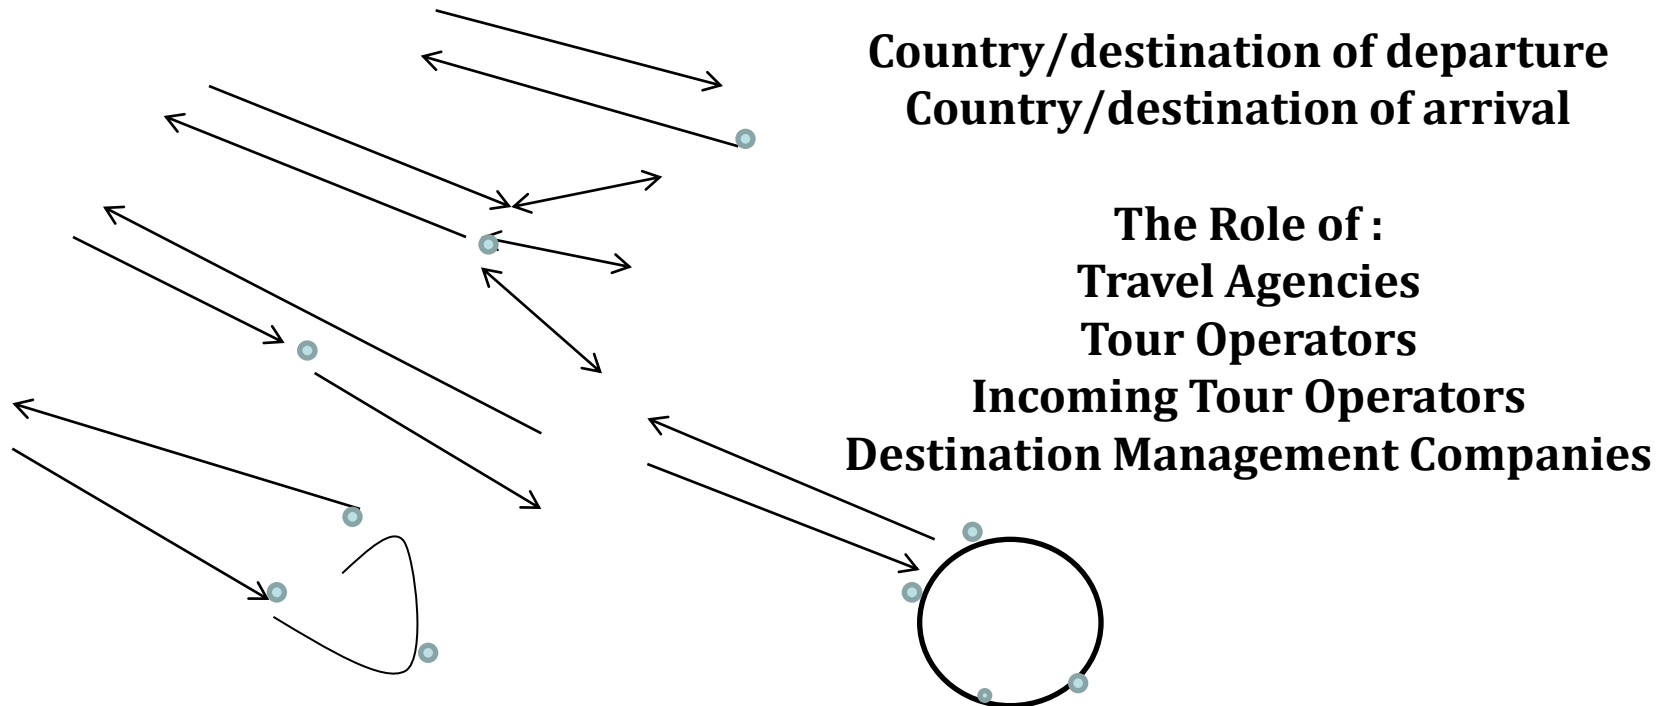 Country/destination of departure
Country/destination of arrival
The Role of :
Travel Agencies
Tour Operators
Incoming Tour Operators
Destination Management Companies